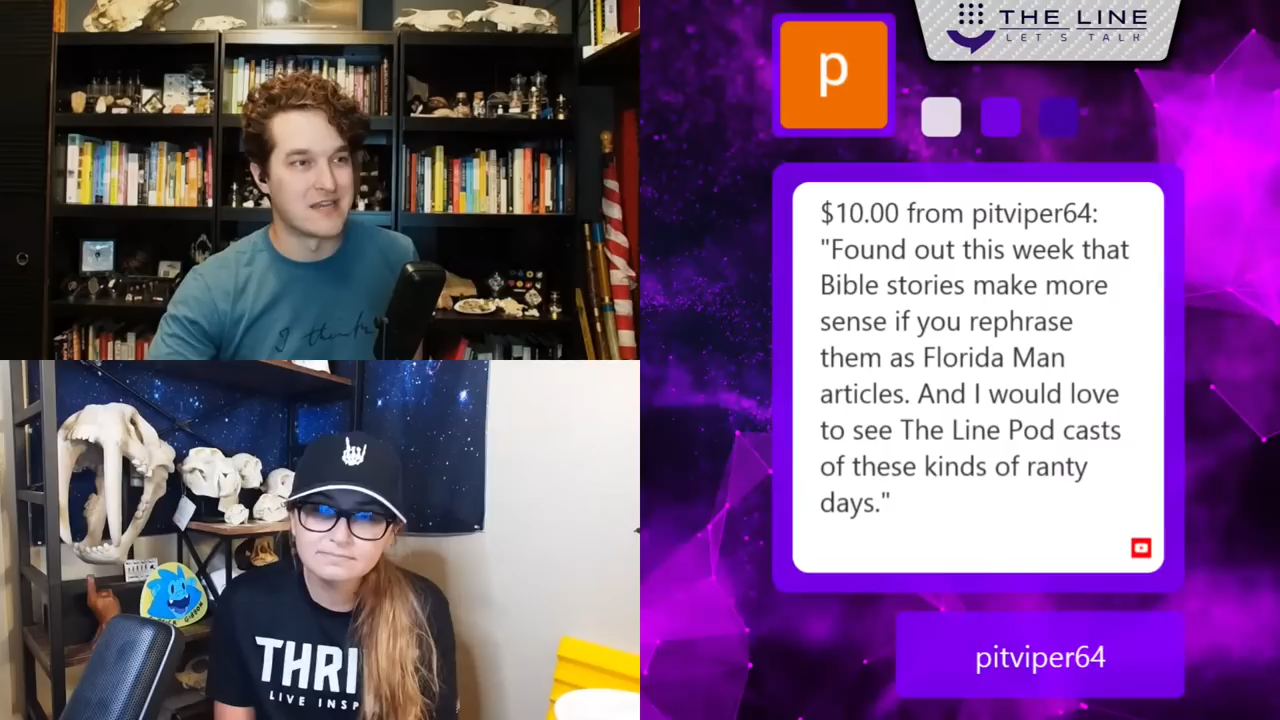 THE LINE
LET'S TALK
p
$10.00 from pitviper64:
"Found out this week that
Bible stories make more
sense if you rephrase
them as Florida Man
articles. And I would love
to see The Line Pod casts
of these kinds of ranty
days."
pitviper64
I think
THRI
LIVE INSP